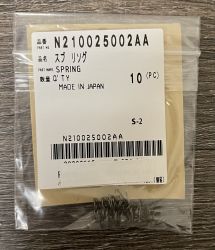 品番 N210025002AA
PART NO.
品名 スプリング
PART NAME SPRING
数量 Q'TY 10 (PC)
MADE IN JAPAN
S-2
N210025002AA